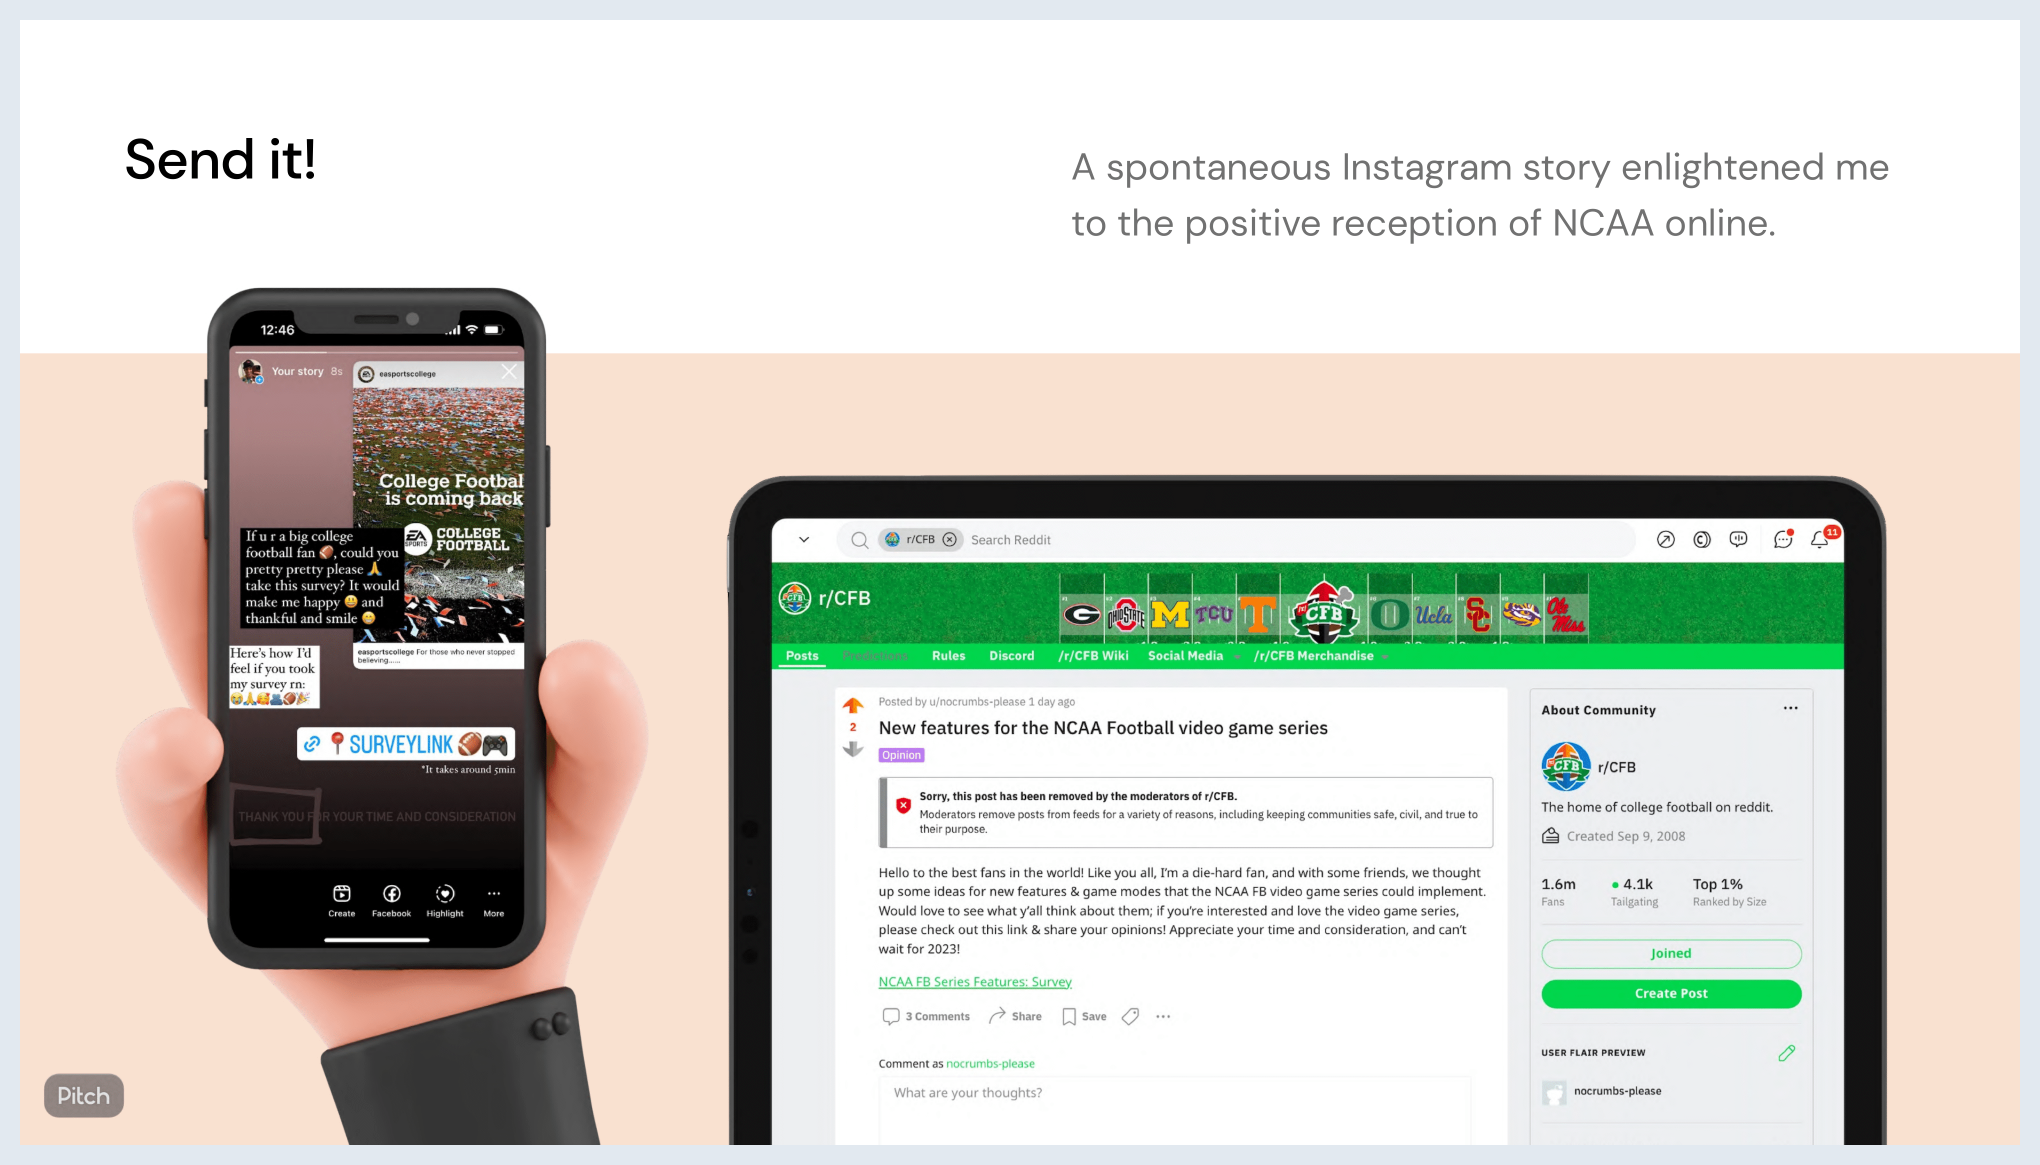 Send it!
A spontaneous Instagram story enlightened me
to the positive reception of NCAA online.
12:46
Your story 8s
easportscollege
College Footbal
is coming back
EA
SPORTS
COLLEGE
FOOTBALL
If u r a big college
football fan 🏈, could you
pretty pretty please 🙏
take this survey? It would
make me happy 😃 and
thankful and smile 😊
easportscollege For those who never stopped
believing......
Here's how I'd
feel if you took
my survey rn:
SURVEYLINK
*It takes around 5min
THANK YOU FOR YOUR TIME AND CONSIDERATION
Create Facebook Highlight More
r/CFB Search Reddit
11
r/CFB
G OHIO STATE M TCU T CFB O Ucla SC LSU Ole Miss
Posts Predictions Rules Discord /r/CFB Wiki Social Media /r/CFB Merchandise
Posted by u/nocrumbs-please 1 day ago
2
New features for the NCAA Football video game series
Opinion
Sorry, this post has been removed by the moderators of r/CFB.
Moderators remove posts from feeds for a variety of reasons, including keeping communities safe, civil, and true to
their purpose.
Hello to the best fans in the world! Like you all, I'm a die-hard fan, and with some friends, we thought
up some ideas for new features & game modes that the NCAA FB video game series could implement.
Would love to see what y'all think about them; if you're interested and love the video game series,
please check out this link & share your opinions! Appreciate your time and consideration, and can't
wait for 2023!
NCAA FB Series Features: Survey
3 Comments Share Save
Comment as nocrumbs-please
What are your thoughts?
About Community
CFB
r/CFB
The home of college football on reddit.
Created Sep 9, 2008
1.6m 4.1k Top 1%
Fans Tailgating Ranked by Size
Joined
Create Post
USER FLAIR PREVIEW
nocrumbs-please
Pitch